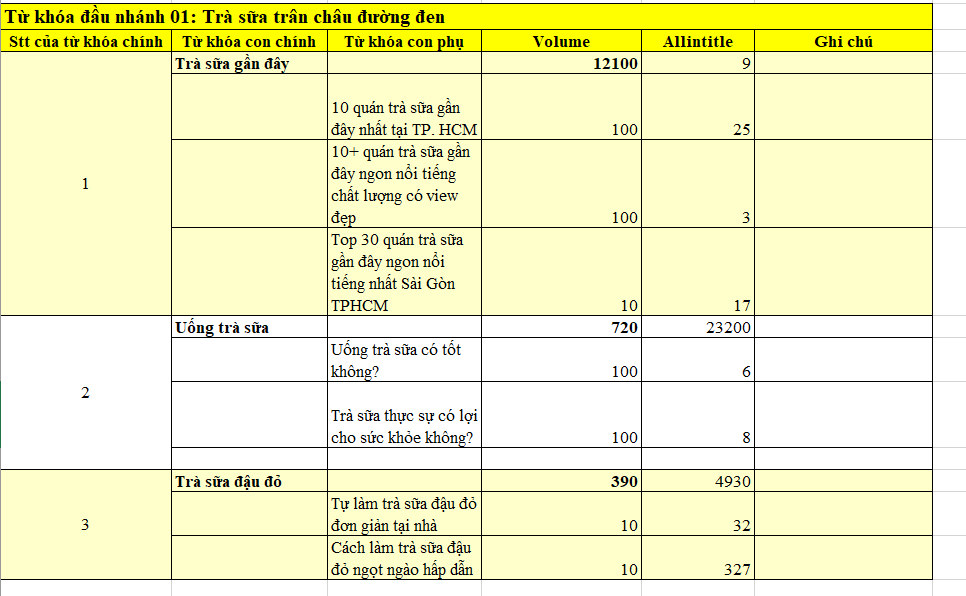 Từ khóa đầu nhánh 01: Trà sữa trân châu đường đen
Stt của từ khóa chính Từ khóa con chính Từ khóa con phụ Volume Allintitle Ghi chú
Trà sữa gần đây 12100 9
10 quán trà sữa gần
đây nhất tại TP. HCM 100 25
10+ quán trà sữa gần
đây ngon nổi tiếng
1
chất lượng có view
đẹp 100 3
Top 30 quán trà sữa
gần đây ngon nổi
tiếng nhất Sài Gòn
TPHCM 10 17
Uống trà sữa 720 23200
Uống trà sữa có tốt
không? 100 6
2
Trà sữa thực sự có lợi
cho sức khỏe không? 100 8
Trà sữa đậu đỏ 390 4930
Tự làm trà sữa đậu đỏ
3
đơn giản tại nhà 10 32
Cách làm trà sữa đậu
đỏ ngọt ngào hấp dẫn 10 327